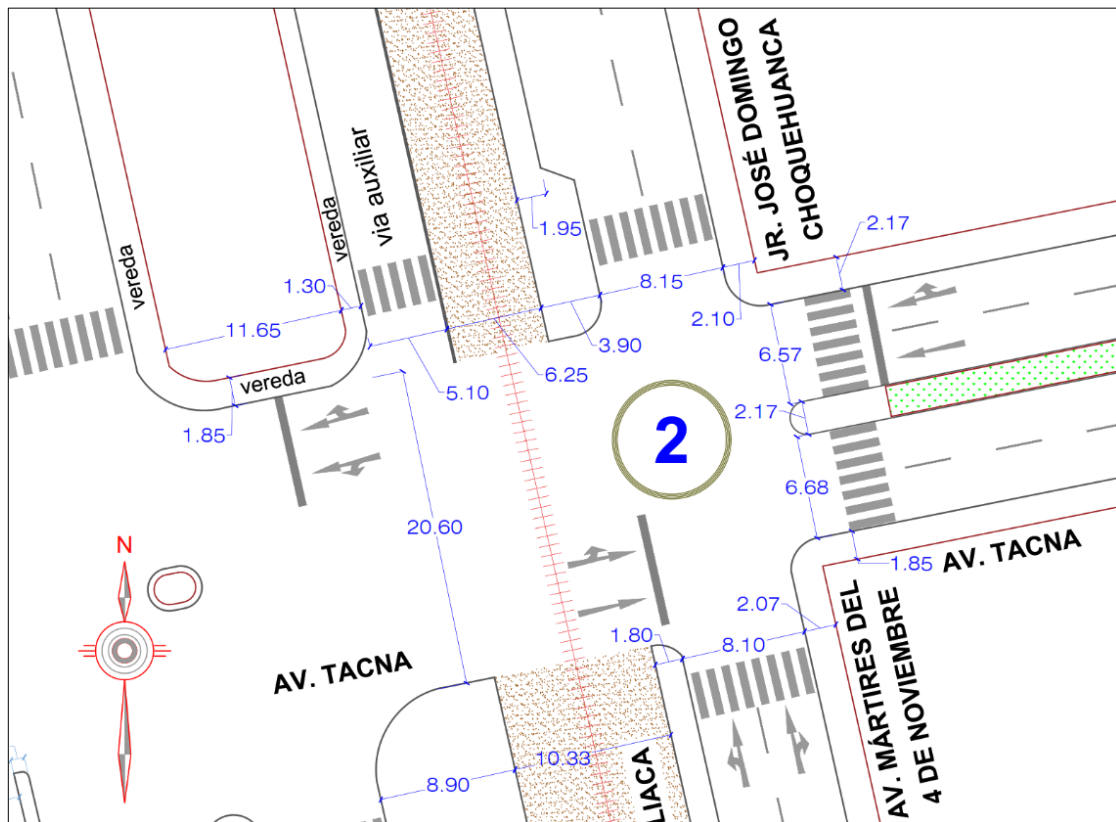 JR. JOSÉ DOMINGO
CHOQUEHUANCA
vereda
via auxiliar
vereda
2.17
1.95
1.30
8.15
2.10
11.65
3.90
6.57
vereda
5.10
6.25
2.17
1.85
2
6.68
20.60
N
AV. TACNA
1.85
2.07
1.80
8.10
AV. TACNA
AV. MÁRTIRES DEL
4 DE NOVIEMBRE
10.33
8.90
LIACA